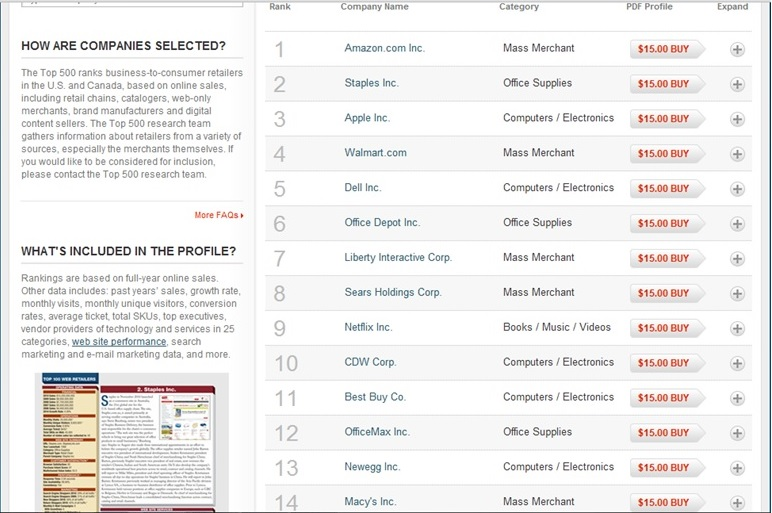 HOW ARE COMPANIES SELECTED?
The Top 500 ranks business-to-consumer retailers
in the U.S. and Canada, based on online sales,
including retail chains, catalogers, web-only
merchants, brand manufacturers and digital
content sellers. The Top 500 research team
gathers information about retailers from a variety of
sources, especially the merchants themselves. If
you would like to be considered for inclusion,
please contact the Top 500 research team.
More FAQs
WHAT'S INCLUDED IN THE PROFILE?
Rankings are based on full-year online sales.
Other data includes: past years' sales, growth rate,
monthly visits, monthly unique visitors, conversion
rates, average ticket, total SKUs, top executives,
vendor providers of technology and services in 25
categories, web site performance, search
marketing and e-mail marketing data, and more.
TOP 100 WEB RETAILERS
2. Staples Inc.
Rank Company Name Category PDF Profile Expand
1 Amazon.com Inc. Mass Merchant $15.00 BUY
2 Staples Inc. Office Supplies $15.00 BUY
3 Apple Inc. Computers / Electronics $15.00 BUY
4 Walmart.com Mass Merchant $15.00 BUY
5 Dell Inc. Computers / Electronics $15.00 BUY
6 Office Depot Inc. Office Supplies $15.00 BUY
7 Liberty Interactive Corp. Mass Merchant $15.00 BUY
8 Sears Holdings Corp. Mass Merchant $15.00 BUY
9 Netflix Inc. Books / Music / Videos $15.00 BUY
10 CDW Corp. Computers / Electronics $15.00 BUY
11 Best Buy Co. Computers / Electronics $15.00 BUY
12 OfficeMax Inc. Office Supplies $15.00 BUY
13 Newegg Inc. Computers / Electronics $15.00 BUY
14 Macy's Inc. Mass Merchant $15.00 BUY